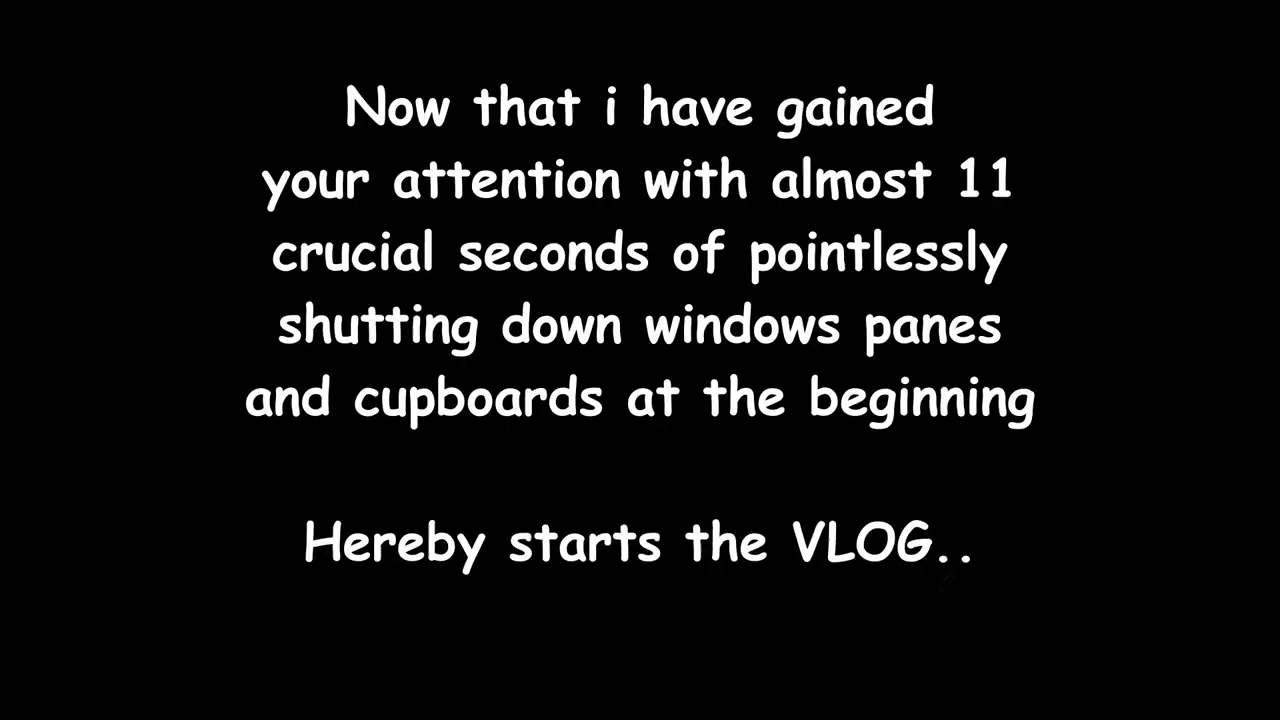 Now that i have gained
your attention with almost 11
crucial seconds of pointlessly
shutting down windows panes
and cupboards at the beginning
Hereby starts the VLOG..